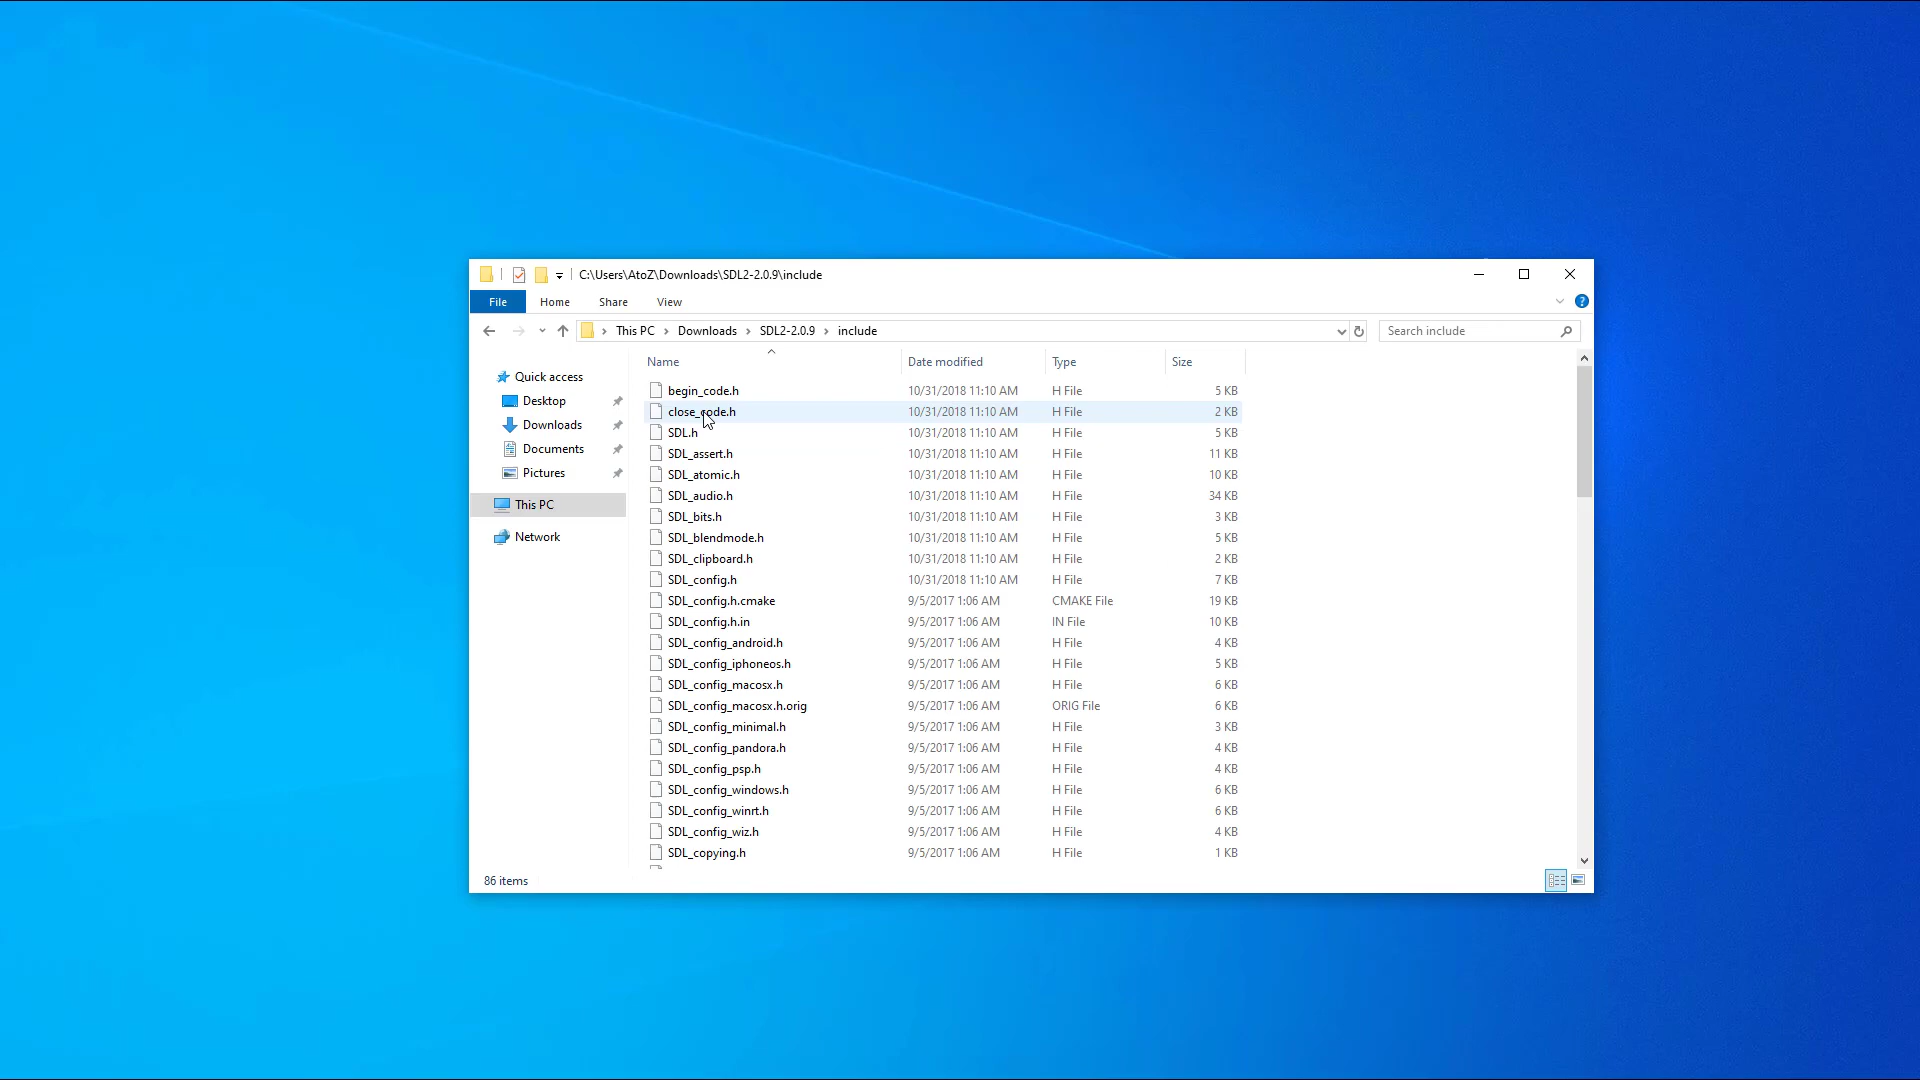 C:\Users\AtoZ\Downloads\SDL2-2.0.9\include
File Home Share View
This PC Downloads SDL2-2.0.9 include Search include
Name Date modified Type Size
Quick access
Desktop
Downloads
Documents
Pictures
This PC
Network
begin_code.h 10/31/2018 11:10 AM H File 5 KB
close_code.h 10/31/2018 11:10 AM H File 2 KB
SDL.h 10/31/2018 11:10 AM H File 5 KB
SDL_assert.h 10/31/2018 11:10 AM H File 11 KB
SDL_atomic.h 10/31/2018 11:10 AM H File 10 KB
SDL_audio.h 10/31/2018 11:10 AM H File 34 KB
SDL_bits.h 10/31/2018 11:10 AM H File 3 KB
SDL_blendmode.h 10/31/2018 11:10 AM H File 5 KB
SDL_clipboard.h 10/31/2018 11:10 AM H File 2 KB
SDL_config.h 10/31/2018 11:10 AM H File 7 KB
SDL_config.h.cmake 9/5/2017 1:06 AM CMAKE File 19 KB
SDL_config.h.in 9/5/2017 1:06 AM IN File 10 KB
SDL_config_android.h 9/5/2017 1:06 AM H File 4 KB
SDL_config_iphoneos.h 9/5/2017 1:06 AM H File 5 KB
SDL_config_macosx.h 9/5/2017 1:06 AM H File 6 KB
SDL_config_macosx.h.orig 9/5/2017 1:06 AM ORIG File 6 KB
SDL_config_minimal.h 9/5/2017 1:06 AM H File 3 KB
SDL_config_pandora.h 9/5/2017 1:06 AM H File 4 KB
SDL_config_psp.h 9/5/2017 1:06 AM H File 4 KB
SDL_config_windows.h 9/5/2017 1:06 AM H File 6 KB
SDL_config_winrt.h 9/5/2017 1:06 AM H File 6 KB
SDL_config_wiz.h 9/5/2017 1:06 AM H File 4 KB
SDL_copying.h 9/5/2017 1:06 AM H File 1 KB
86 items